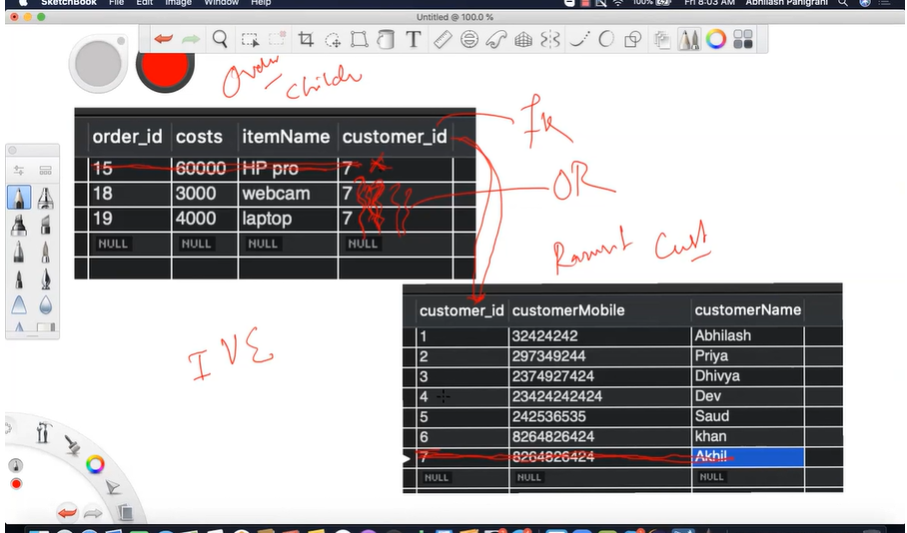 SketchBook File Edit Image Window Help 100% Fri 8:03 AM Abhilash Panigrahi
Untitled @ 100.0 %
Order
FK
order_id costs itemName customer_id
15 60000 HP pro 7
18 3000 webcam 7
19 4000 laptop 7
NULL NULL NULL NULL
OR
Cust
IVE
customer_id customerMobile customerName
1 32424242 Abhilash
2 297349244 Priya
3 2374927424 Dhivya
4 23424242424 Dev
5 242536535 Saud
6 8264826424 khan
7 8264826424 Akhil
NULL NULL NULL